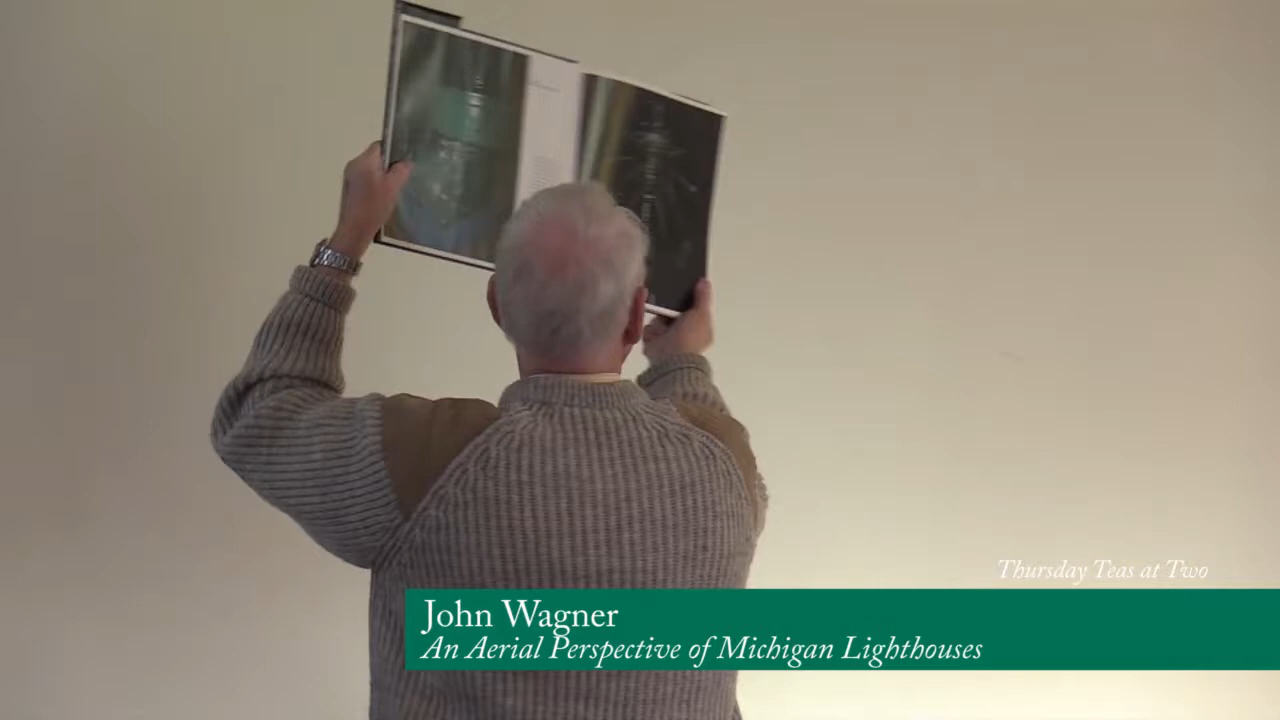 Thursday Teas at Two
John Wagner
An Aerial Perspective of Michigan Lighthouses